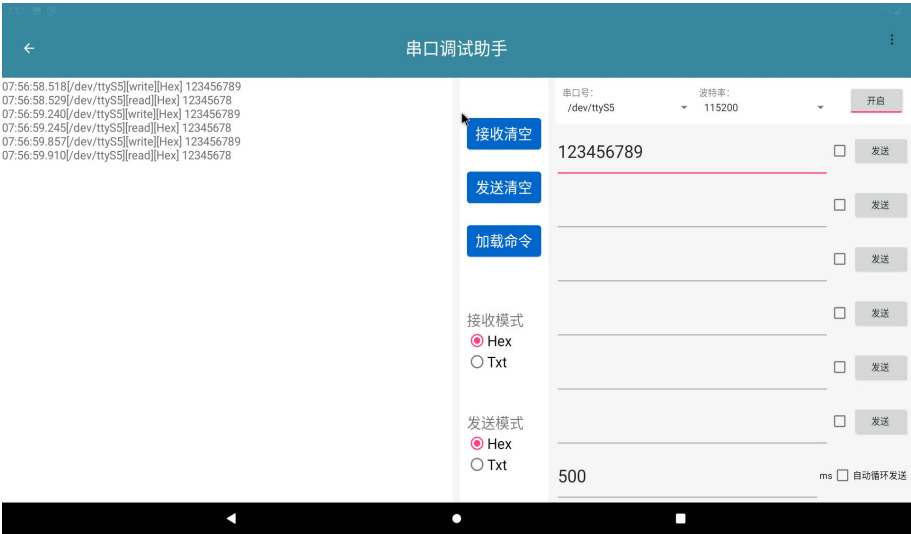 串口调试助手
07:56:58.518[/dev/ttyS5][write][Hex] 123456789
07:56:58.529[/dev/ttyS5][read][Hex] 12345678
07:56:59.240[/dev/ttyS5][write][Hex] 123456789
07:56:59.245[/dev/ttyS5][read][Hex] 12345678
07:56:59.857[/dev/ttyS5][write][Hex] 123456789
07:56:59.910[/dev/ttyS5][read][Hex] 12345678
接收清空
发送清空
加载命令
接收模式
Hex
Txt
发送模式
Hex
Txt
串口号: 波特率:
/dev/ttyS5 115200 开启
123456789 发送
发送
发送
发送
发送
发送
500 ms 自动循环发送